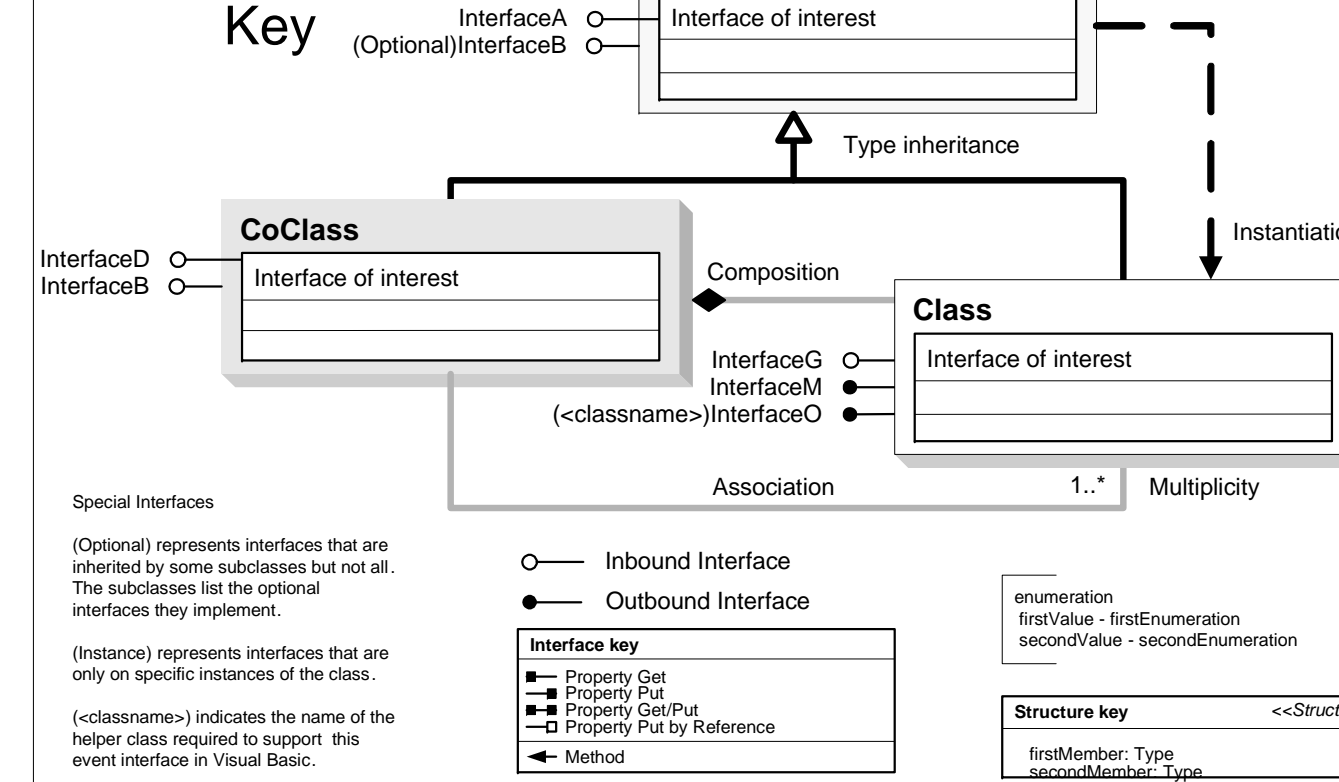 Key
InterfaceA
(Optional)InterfaceB
Interface of interest
Type inheritance
CoClass
Interface of interest
InterfaceD
InterfaceB
Composition
Class
Interface of interest
InterfaceG
InterfaceM
(<classname>)InterfaceO
Association
1..*
Multiplicity
Special Interfaces
(Optional) represents interfaces that are
inherited by some subclasses but not all.
The subclasses list the optional
interfaces they implement.
(Instance) represents interfaces that are
only on specific instances of the class.
(<classname>) indicates the name of the
helper class required to support this
event interface in Visual Basic.
Inbound Interface
Outbound Interface
Interface key
Property Get
Property Put
Property Get/Put
Property Put by Reference
Method
enumeration
firstValue - firstEnumeration
secondValue - secondEnumeration
Structure key
firstMember: Type
secondMember: Type